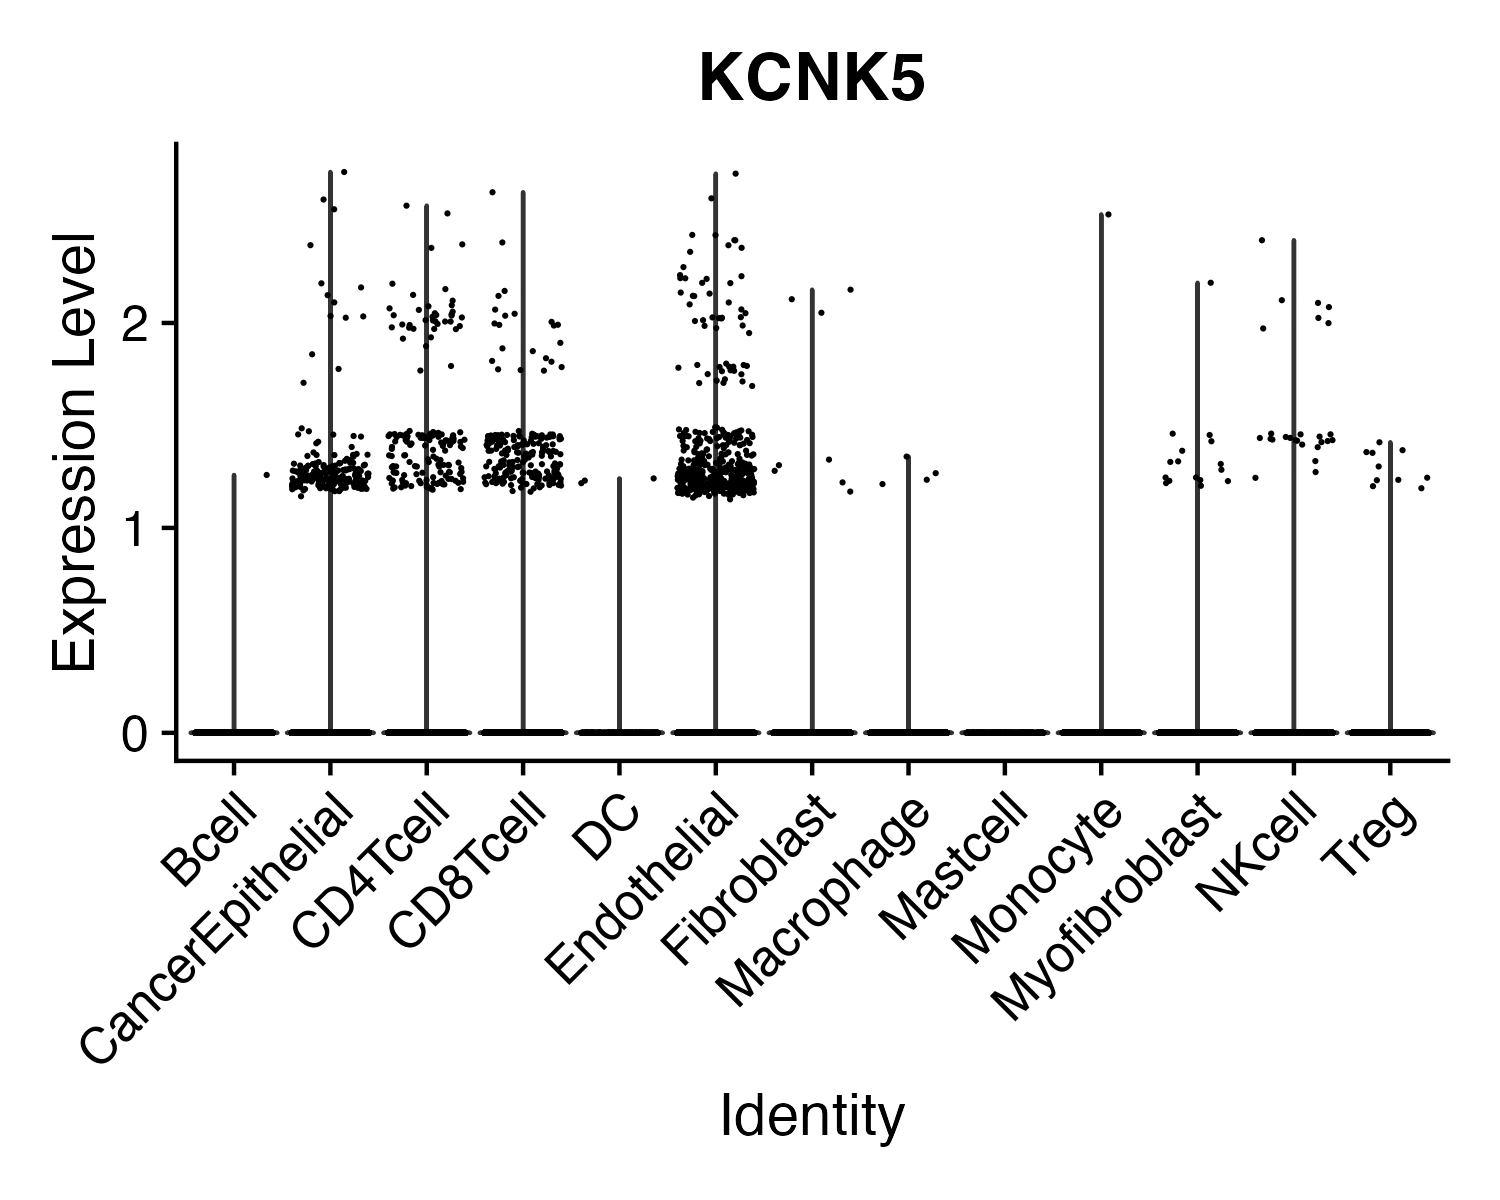 KCNK5
Expression Level
2
1
0
Bcell
CancerEpithelial
CD4Tcell
CD8Tcell
DC
Endothelial
Fibroblast
Macrophage
Mastcell
Monocyte
Myofibroblast
NKcell
Treg
Identity